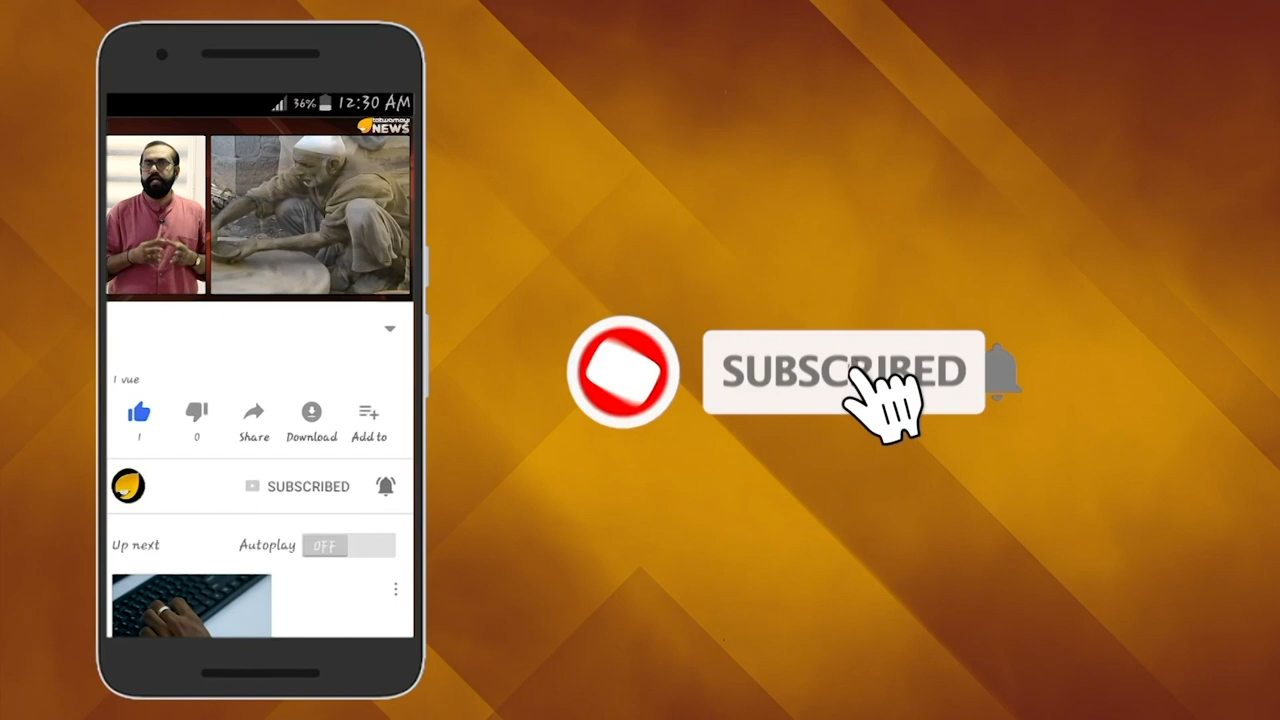 36% 12:30 AM
tatwamayi
NEWS
1 vue
1
0
Share
Download
Add to
SUBSCRIBED
Up next
Autoplay
OFF
SUBSCRIBED